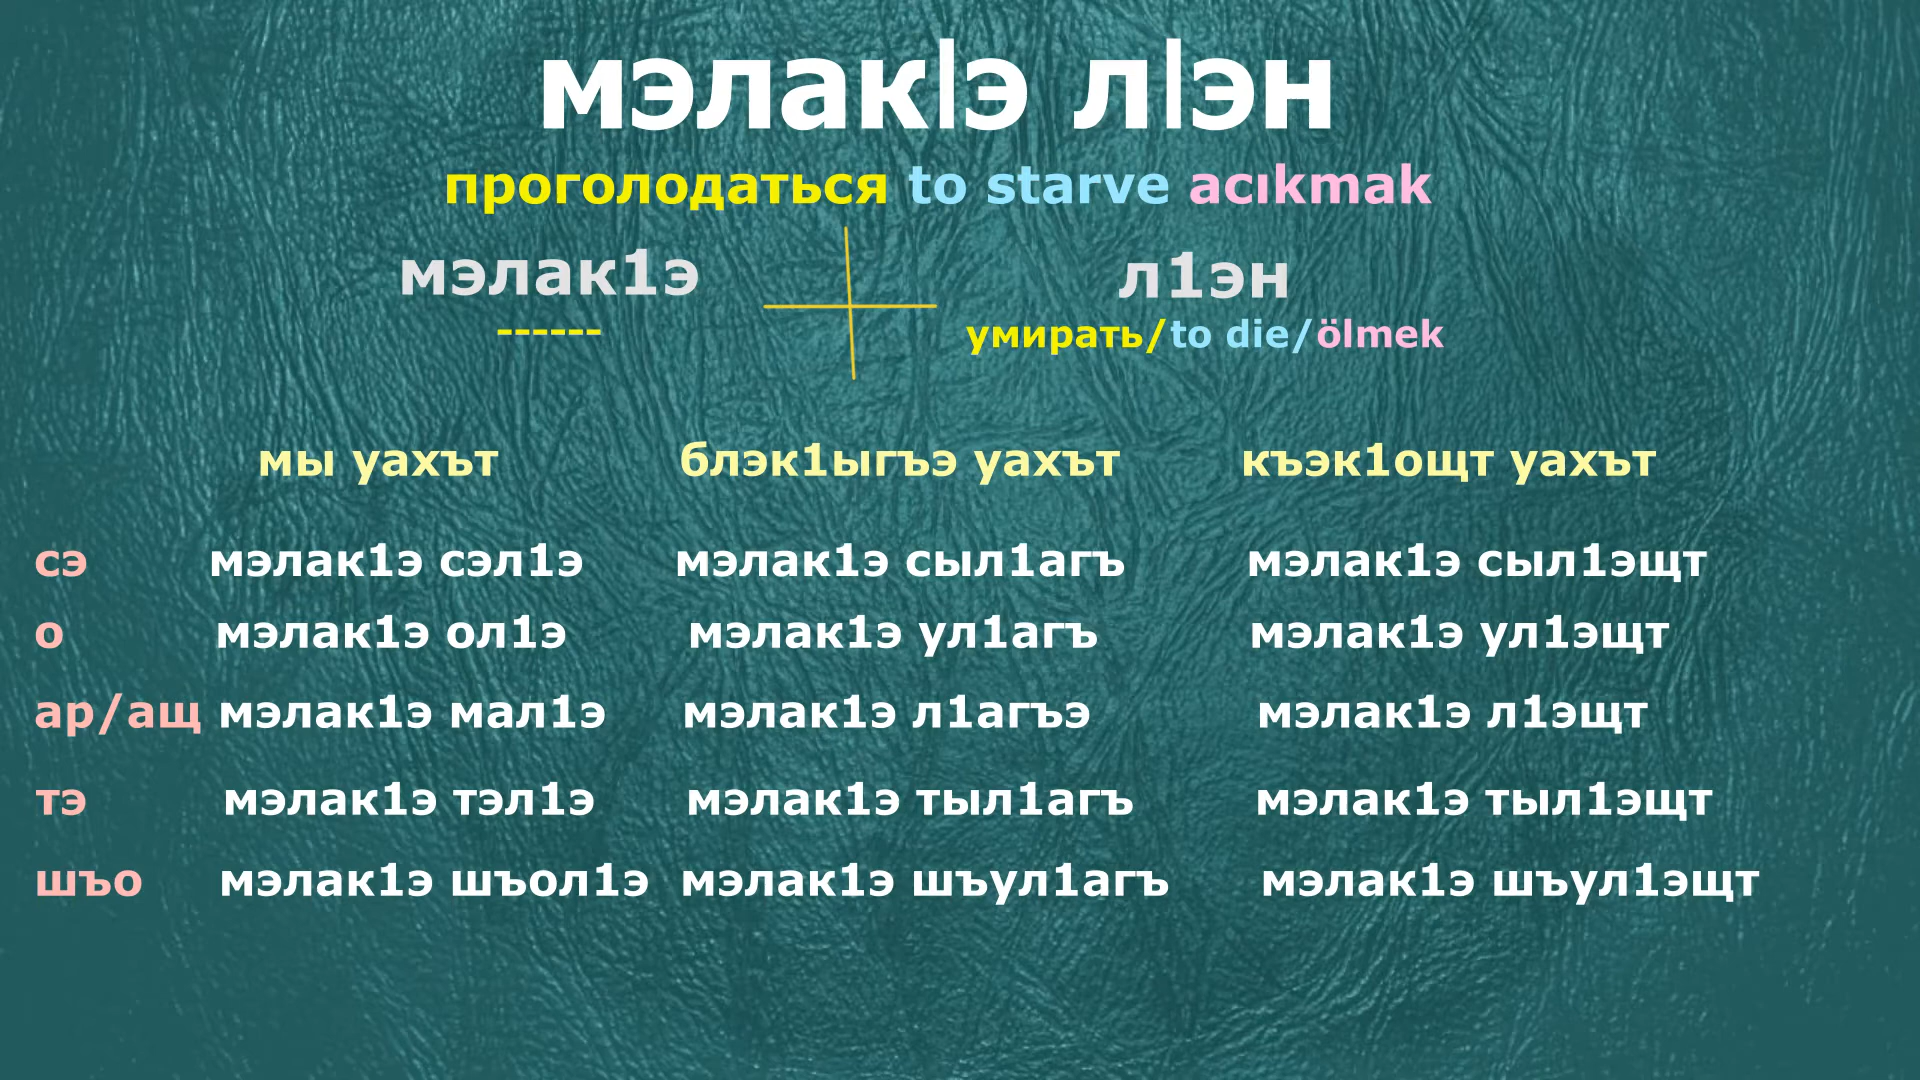 мэлакӏэ лӏэн
проголодаться to starve acıkmak
мэлак1э л1эн
------ умирать/to die/ölmek
мы уахът блэк1ыгъэ уахът къэк1ощт уахът
сэ мэлак1э сэл1э мэлак1э сыл1агъ мэлак1э сыл1эщт
о мэлак1э ол1э мэлак1э ул1агъ мэлак1э ул1эщт
ар/ащ мэлак1э мал1э мэлак1э л1агъэ мэлак1э л1эщт
тэ мэлак1э тэл1э мэлак1э тыл1агъ мэлак1э тыл1эщт
шъо мэлак1э шъол1э мэлак1э шъул1агъ мэлак1э шъул1эщт